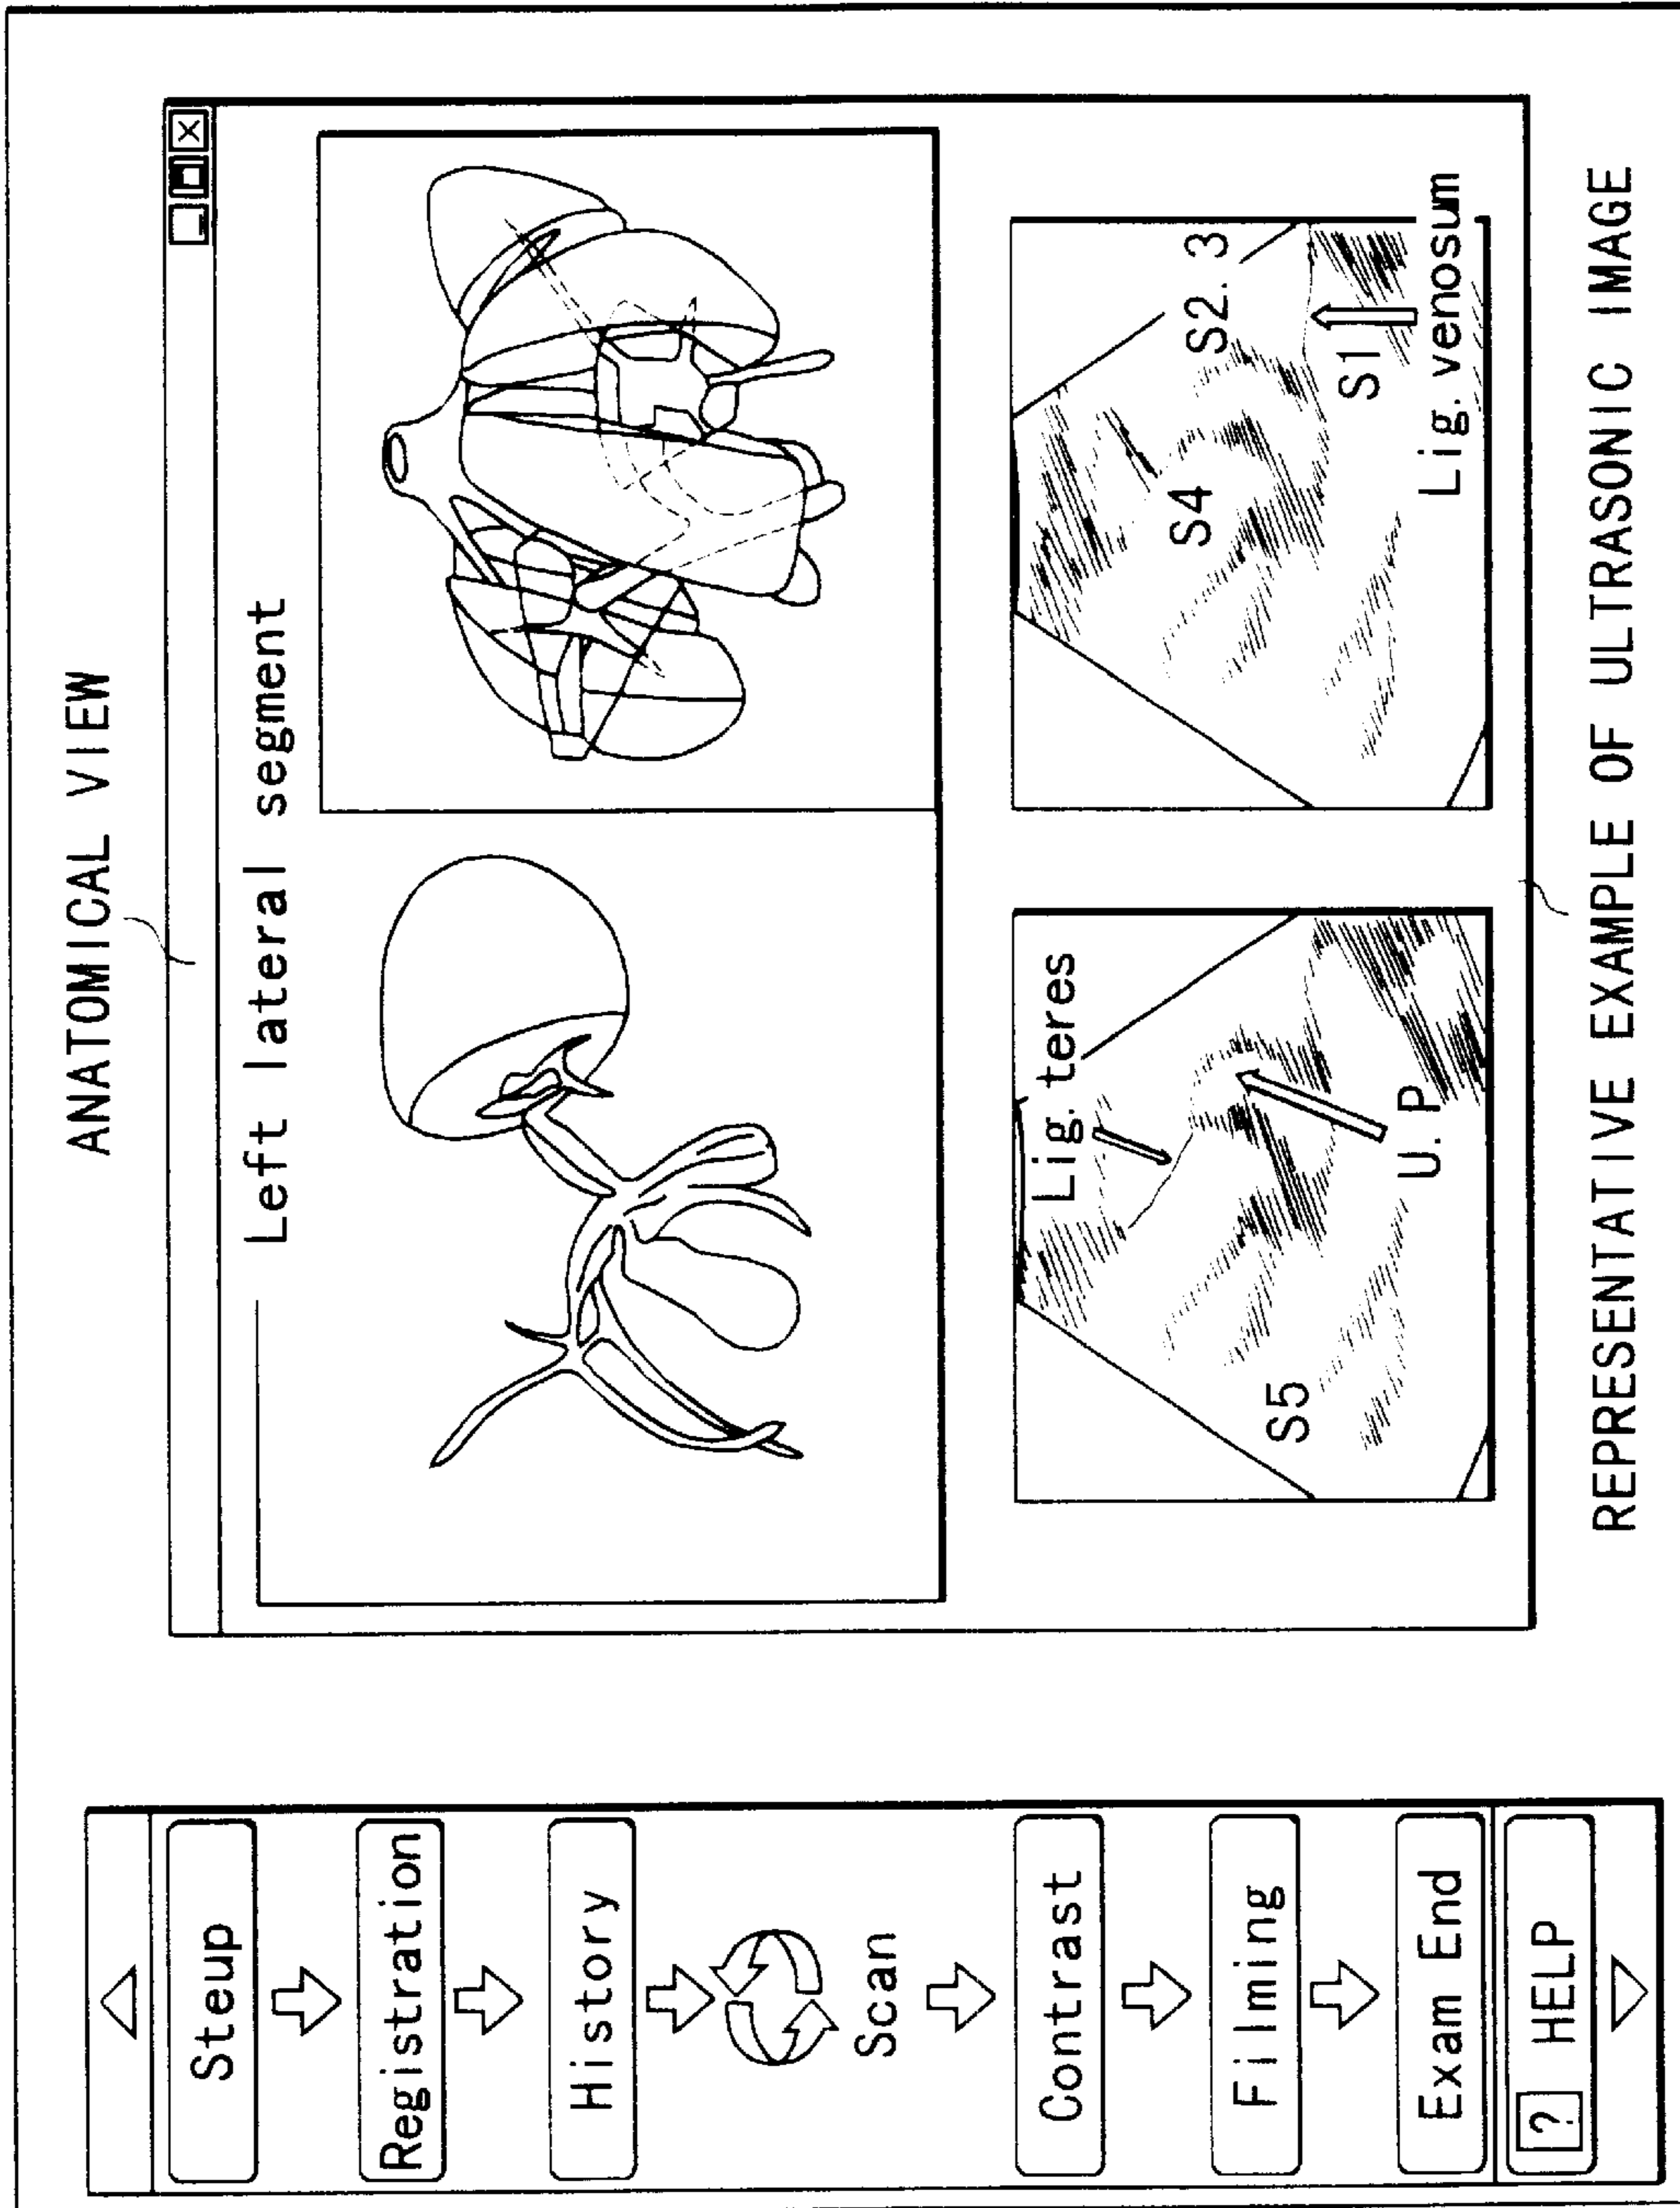 ANATOMICAL VIEW
Steup
Registration
History
Scan
Contrast
Filming
Exam End
? HELP
Left lateral segment
Lig. teres
S5
U. P
S4
S2. 3
S1
Lig. venosum
REPRESENTATIVE EXAMPLE OF ULTRASONIC IMAGE